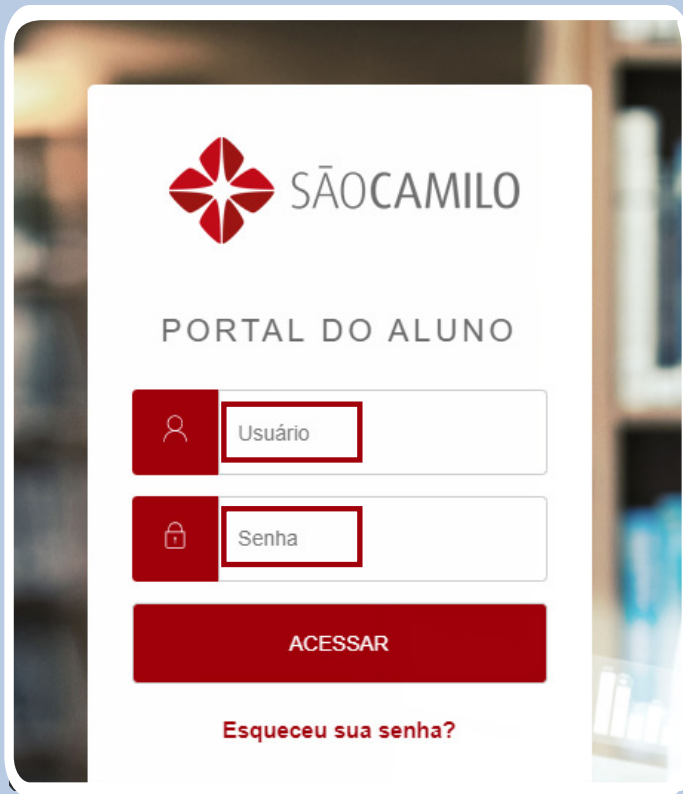 SÃOCAMILO
PORTAL DO ALUNO
Usuário
Senha
ACESSAR
Esqueceu sua senha?